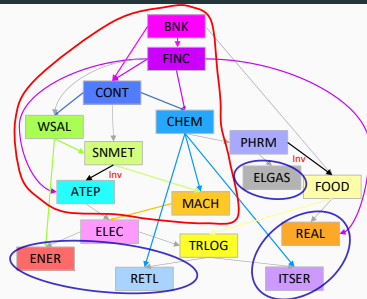 BNK
FINC
CONT
WSAL
CHEM
SNMET
PHRM
Inv
Inv
ELGAS
ATEP
FOOD
MACH
ELEC
REAL
TRLOG
ENER
RETL
ITSER